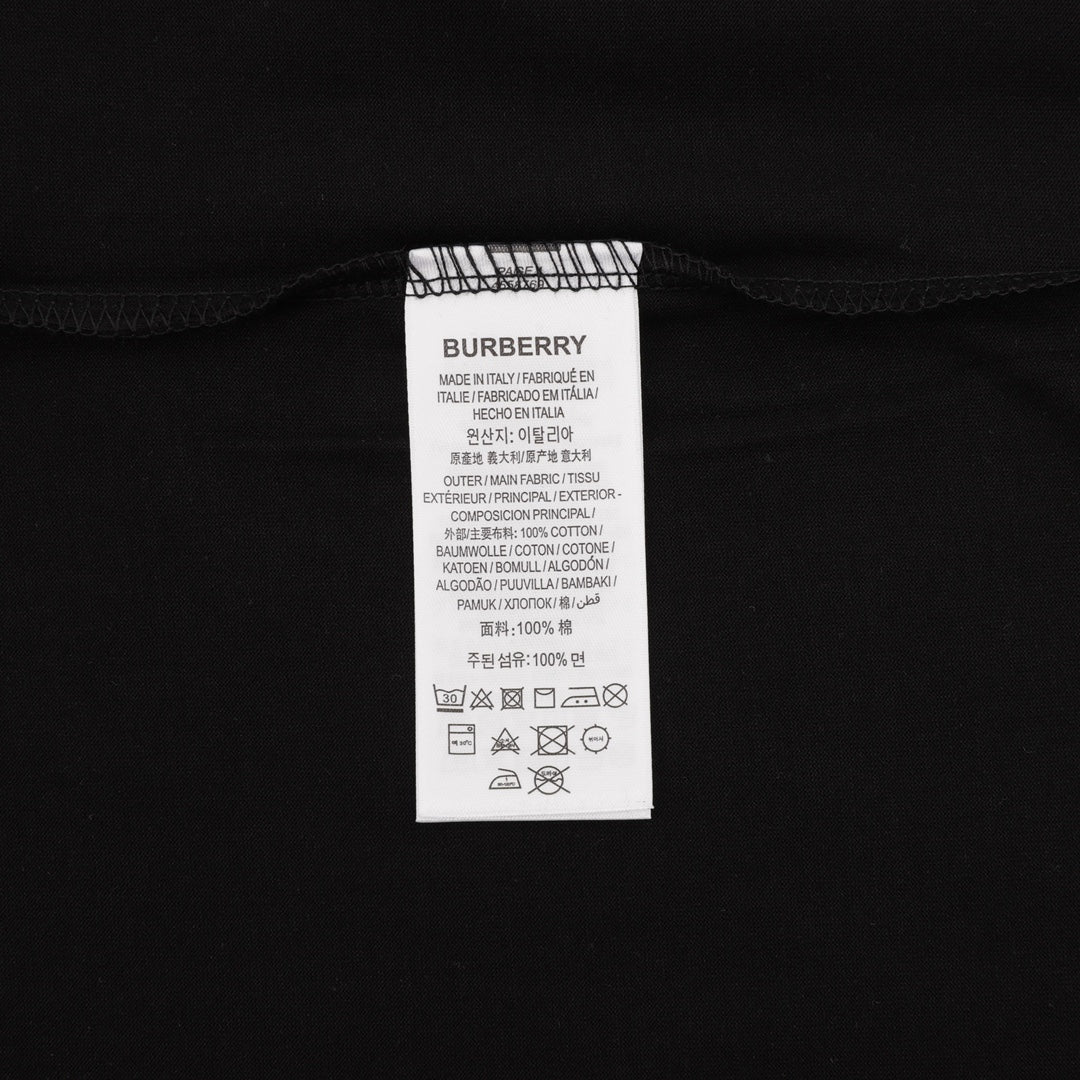 BURBERRY
MADE IN ITALY / FABRIQUÉ EN
ITALIE / FABRICADO EM ITÁLIA /
HECHO EN ITALIA
원산지: 이탈리아
原產地 義大利/原产地 意大利
OUTER / MAIN FABRIC / TISSU
EXTÉRIEUR / PRINCIPAL / EXTERIOR -
COMPOSICION PRINCIPAL /
外部/主要布料: 100% COTTON /
BAUMWOLLE / COTON / COTONE /
KATOEN / BOMULL / ALGODÓN /
ALGODÃO / PUUVILLA / BAMBAKI /
PAMUK / ХЛОПОК / 棉 / قطن
面料:100% 棉
주된 섬유:100% 면
30
약 30℃